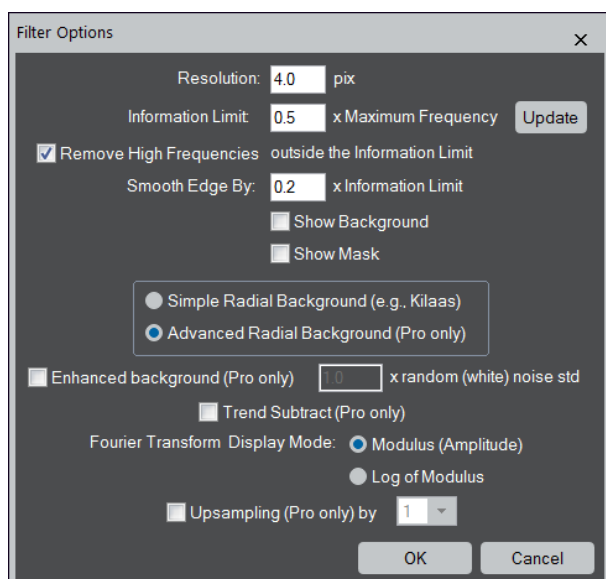 Filter Options
Resolution: 4.0 pix
Information Limit: 0.5 x Maximum Frequency Update
Remove High Frequencies outside the Information Limit
Smooth Edge By: 0.2 x Information Limit
Show Background
Show Mask
Simple Radial Background (e.g., Kilaas)
Advanced Radial Background (Pro only)
Enhanced background (Pro only) 1.0 x random (white) noise std
Trend Subtract (Pro only)
Fourier Transform Display Mode: Modulus (Amplitude)
Log of Modulus
Upsampling (Pro only) by 1
OK Cancel